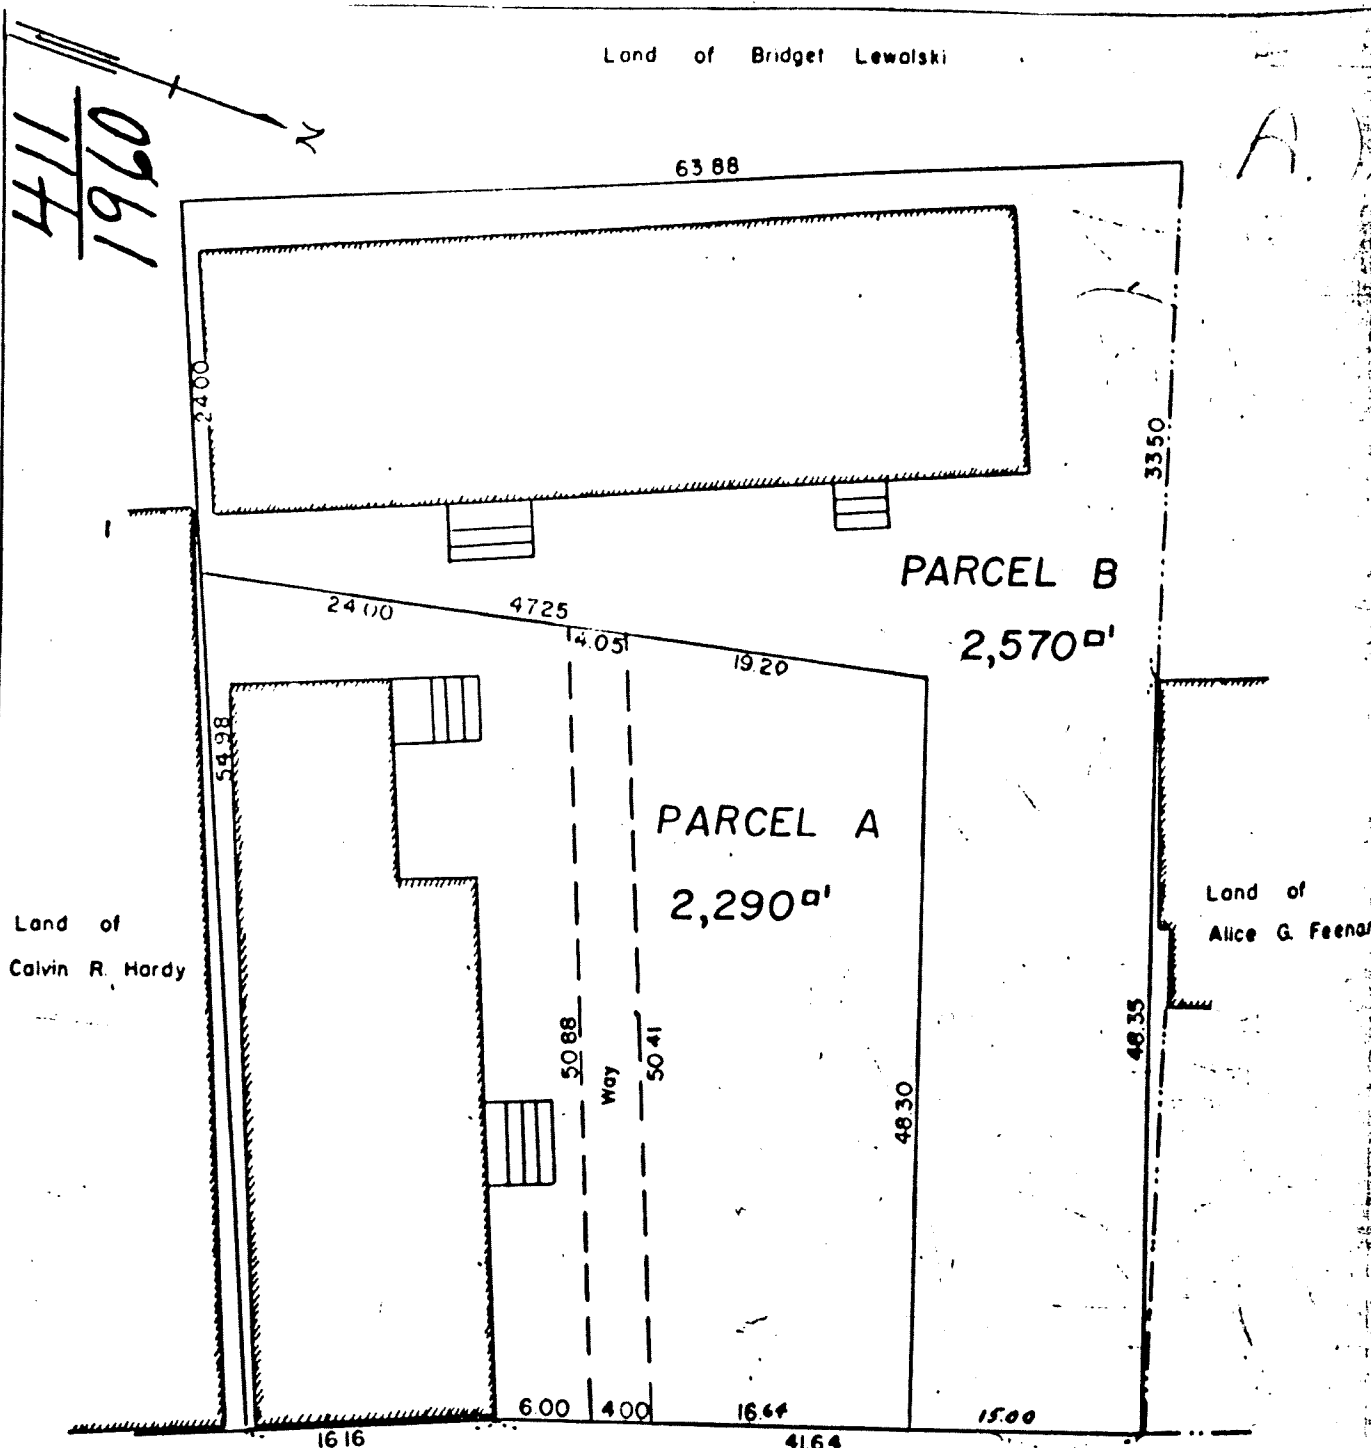 Land of Bridget Lewalski
N
411
1960
A.
63.88
24.00
33.50
PARCEL B
2,570
24.00
47.25
4.05
19.20
54.98
PARCEL A
2,290
Land of
Calvin R. Hardy
Land of
Alice G. Feena
50.88
Way
50.41
48.30
48.35
6.00
4.00
16.64
15.00
16.16
41.64